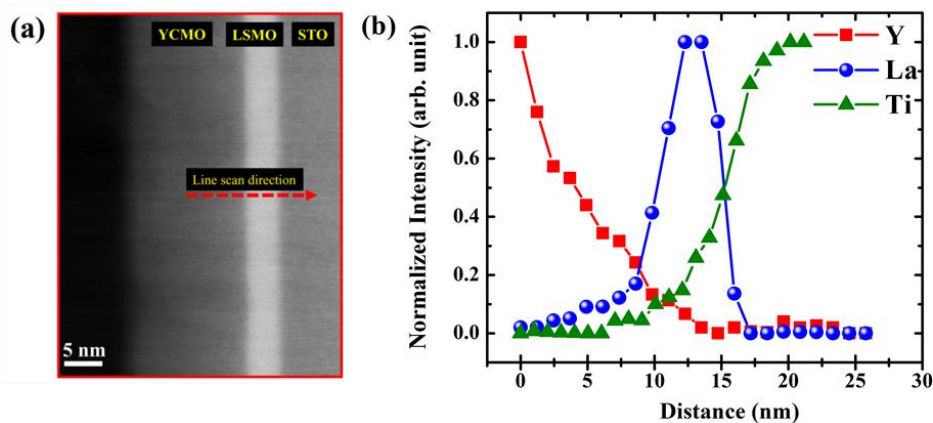 (a)
YCMO LSMO STO
Line scan direction
5 nm
(b)
Normalized Intensity (arb. unit)
1.0
0.8
0.6
0.4
0.2
0.0
0 5 10 15 20 25 30
Distance (nm)
Y
La
Ti